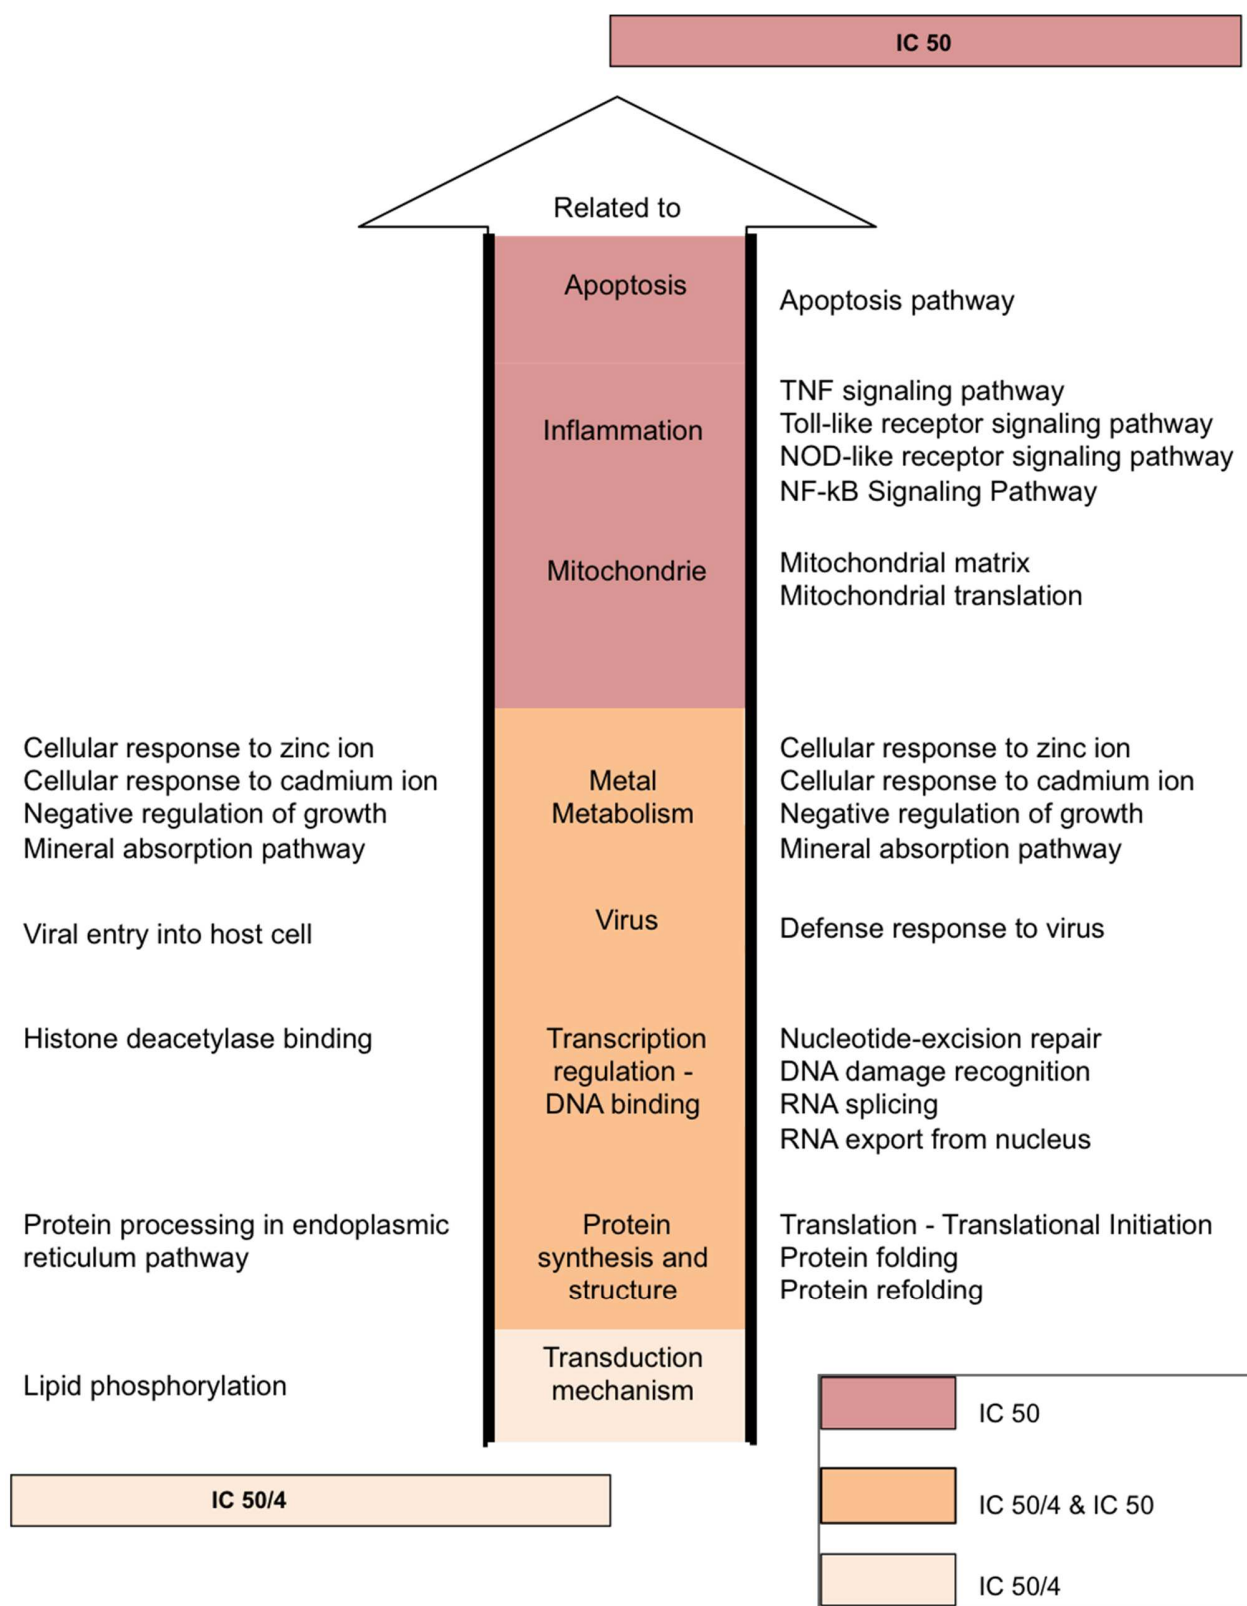 IC 50
Related to
Apoptosis
Apoptosis pathway
Inflammation
TNF signaling pathway
Toll-like receptor signaling pathway
NOD-like receptor signaling pathway
NF-kB Signaling Pathway
Mitochondrie
Mitochondrial matrix
Mitochondrial translation
Cellular response to zinc ion
Cellular response to cadmium ion
Negative regulation of growth
Mineral absorption pathway
Metal
Metabolism
Cellular response to zinc ion
Cellular response to cadmium ion
Negative regulation of growth
Mineral absorption pathway
Viral entry into host cell
Virus
Defense response to virus
Histone deacetylase binding
Transcription
regulation -
DNA binding
Nucleotide-excision repair
DNA damage recognition
RNA splicing
RNA export from nucleus
Protein processing in endoplasmic
reticulum pathway
Protein
synthesis and
structure
Translation - Translational Initiation
Protein folding
Protein refolding
Lipid phosphorylation
Transduction
mechanism
IC 50/4
IC 50
IC 50/4 & IC 50
IC 50/4